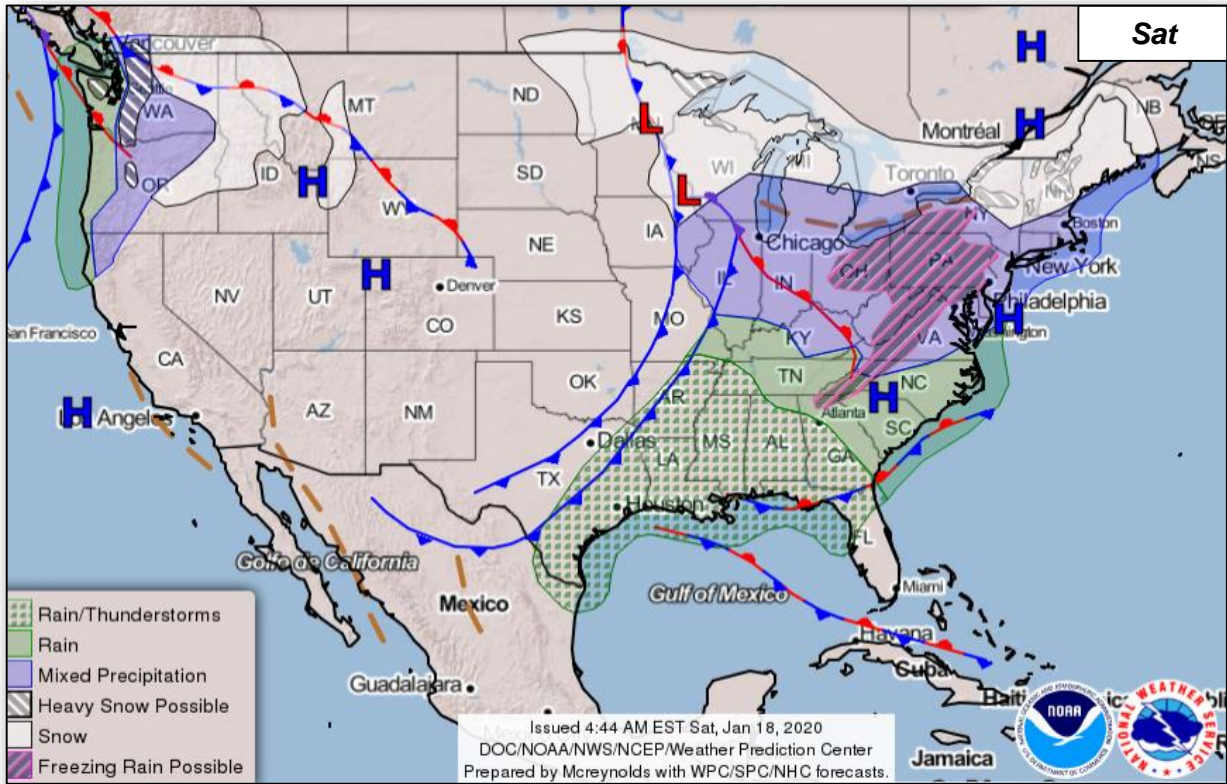 Sat
Vancouver
H
WA
MT
ND
L
Montréal
H
NB
NS
OR
ID
H
SD
WI
MI
Toronto
NH
L
WY
NY
Boston
IA
Chicago
New York
NE
H
Denver
IL
IN
OH
PA
Philadelphia
NV
UT
CO
KS
MO
KY
VA
H
Washington
San Francisco
CA
OK
TN
NC
H
Los Angeles
AZ
NM
AR
Atlanta
SC
Dallas
MS
AL
GA
TX
LA
Houston
FL
Golfo de California
Mexico
Gulf of Mexico
Miami
Havana
Cuba
Guadalajara
Jamaica
Rain/Thunderstorms
Rain
Mixed Precipitation
Heavy Snow Possible
Snow
Freezing Rain Possible
Issued 4:44 AM EST Sat, Jan 18, 2020
DOC/NOAA/NWS/NCEP/Weather Prediction Center
Prepared by Mcreynolds with WPC/SPC/NHC forecasts.
NOAA
NATIONAL WEATHER SERVICE